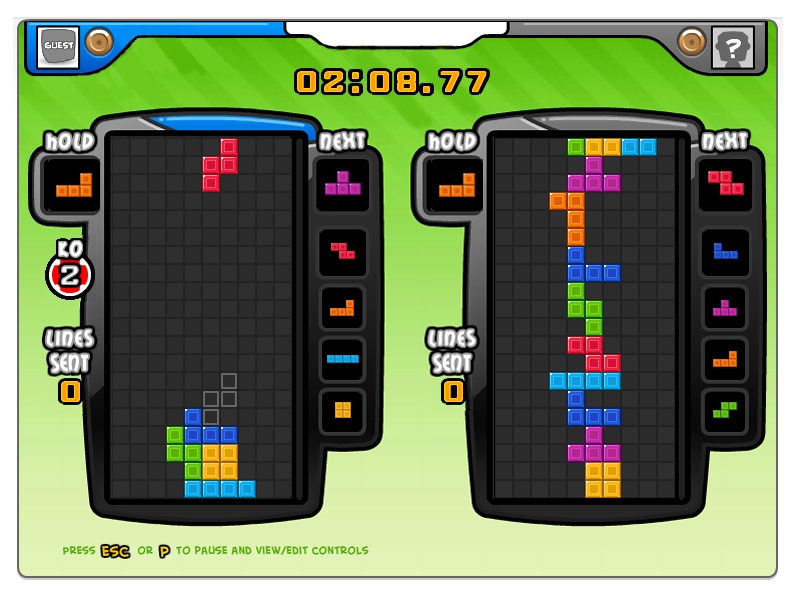 GUEST
?
02:08.77
HOLD
NEXT
HOLD
NEXT
KO
2
LINES
SENT
0
LINES
SENT
0
PRESS ESC OR P TO PAUSE AND VIEW/EDIT CONTROLS